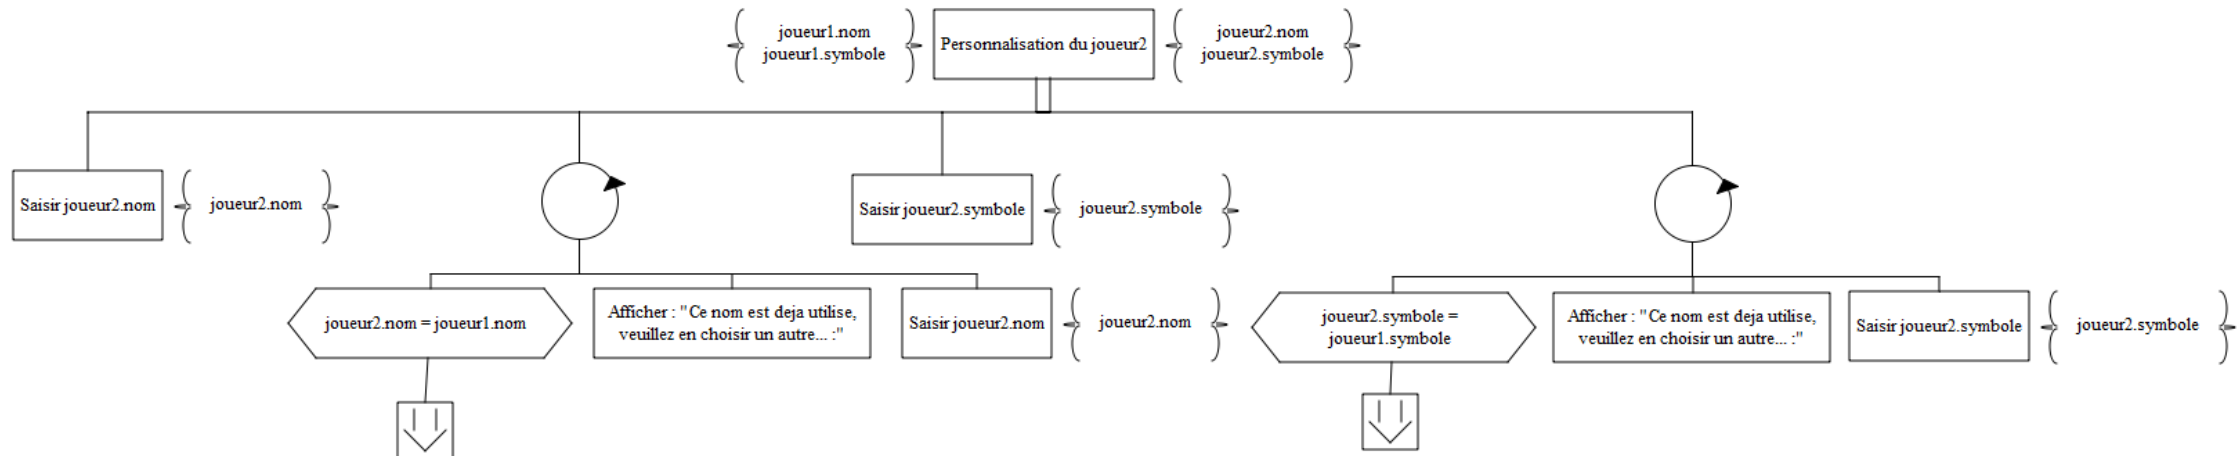 joueur1.nom
joueur1.symbole
Personnalisation du joueur2
joueur2.nom
joueur2.symbole
Saisir joueur2.nom
joueur2.nom
Saisir joueur2.symbole
joueur2.symbole
joueur2.nom = joueur1.nom
Afficher : "Ce nom est deja utilise,
veuillez en choisir un autre... :"
Saisir joueur2.nom
joueur2.nom
joueur2.symbole =
joueur1.symbole
Afficher : "Ce nom est deja utilise,
veuillez en choisir un autre... :"
Saisir joueur2.symbole
joueur2.symbole